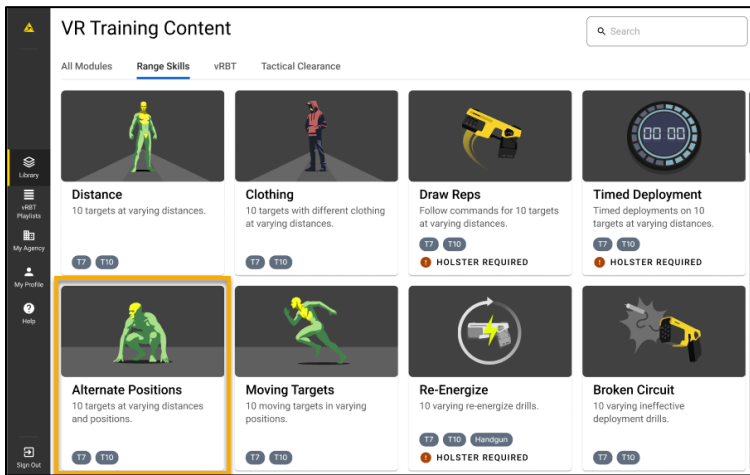 VR Training Content
Search
All Modules
Range Skills
vRBT
Tactical Clearance
Library
vRBT
Playlists
My Agency
My Profile
Help
Sign Out
Distance
10 targets at varying distances.
T7 T10
Clothing
10 targets with different clothing
at varying distances.
T7 T10
Draw Reps
Follow commands for 10 targets
at varying distances.
T7 T10
HOLSTER REQUIRED
00 00
Timed Deployment
Timed deployments on 10
targets at varying distances.
T7 T10
HOLSTER REQUIRED
Alternate Positions
10 targets at varying distances
and positions.
T7 T10
Moving Targets
10 moving targets in varying
positions.
T7 T10
Re-Energize
10 varying re-energize drills.
T7 T10 Handgun
HOLSTER REQUIRED
Broken Circuit
10 varying ineffective
deployment drills.
T7 T10